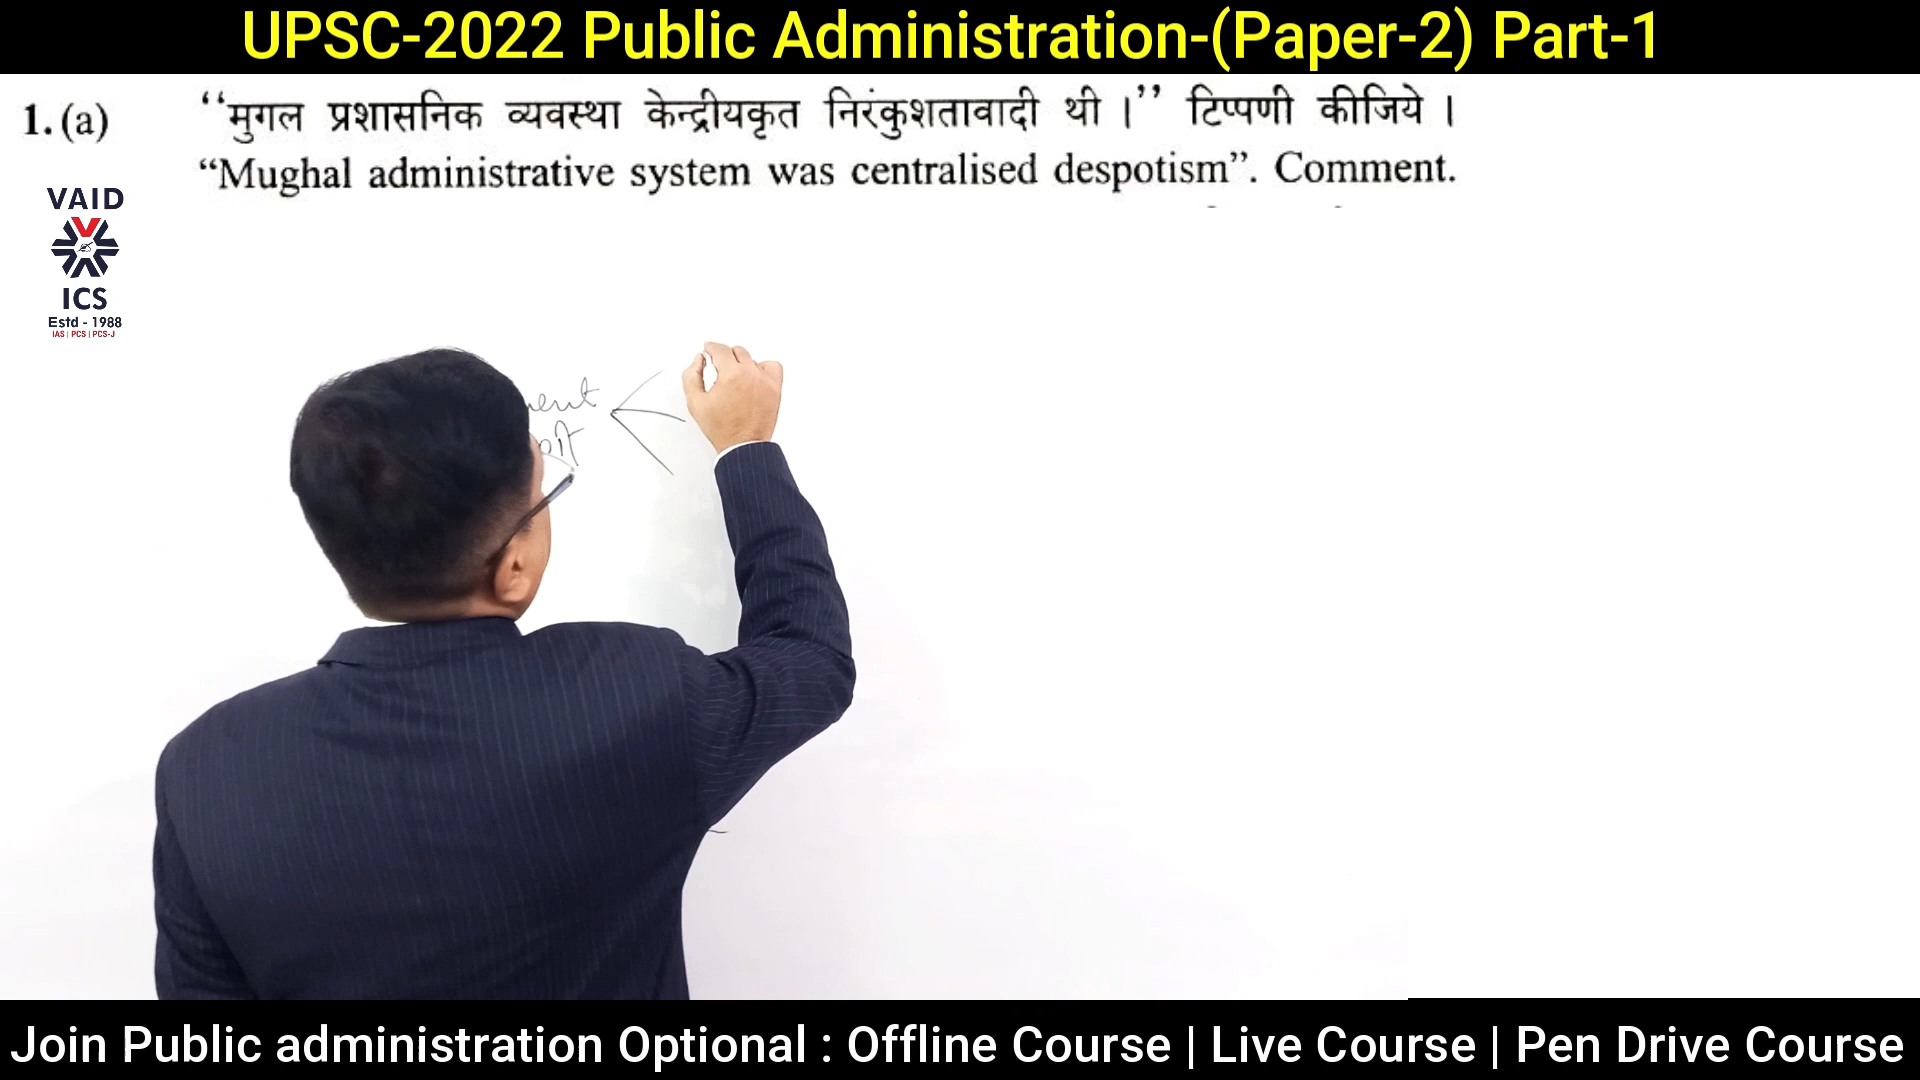 UPSC-2022 Public Administration-(Paper-2) Part-1
1. (a) ‘‘मुगल प्रशासनिक व्यवस्था केन्द्रीयकृत निरंकुशतावादी थी ।’’ टिप्पणी कीजिये ।
“Mughal administrative system was centralised despotism”. Comment.
VAID
ICS
Estd - 1988
IAS | PCS | PCS-J
Join Public administration Optional : Offline Course | Live Course | Pen Drive Course